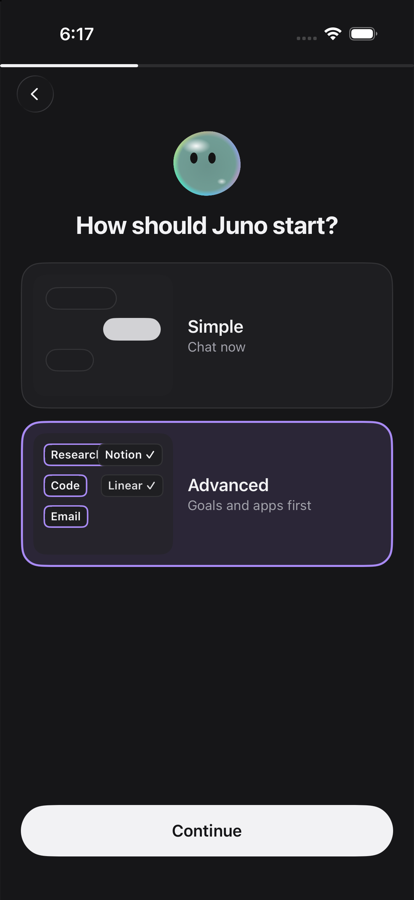 6:17
How should Juno start?
Simple
Chat now
Notion ✓
Code
Linear ✓
Email
Advanced
Goals and apps first
Continue